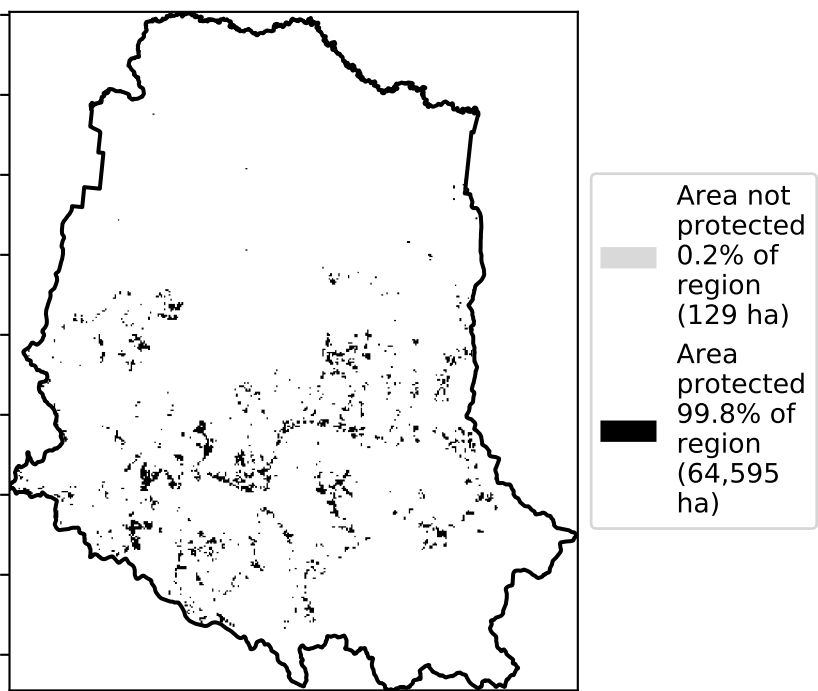 Area not
protected
0.2% of
region
(129 ha)
Area
protected
99.8% of
region
(64,595
ha)